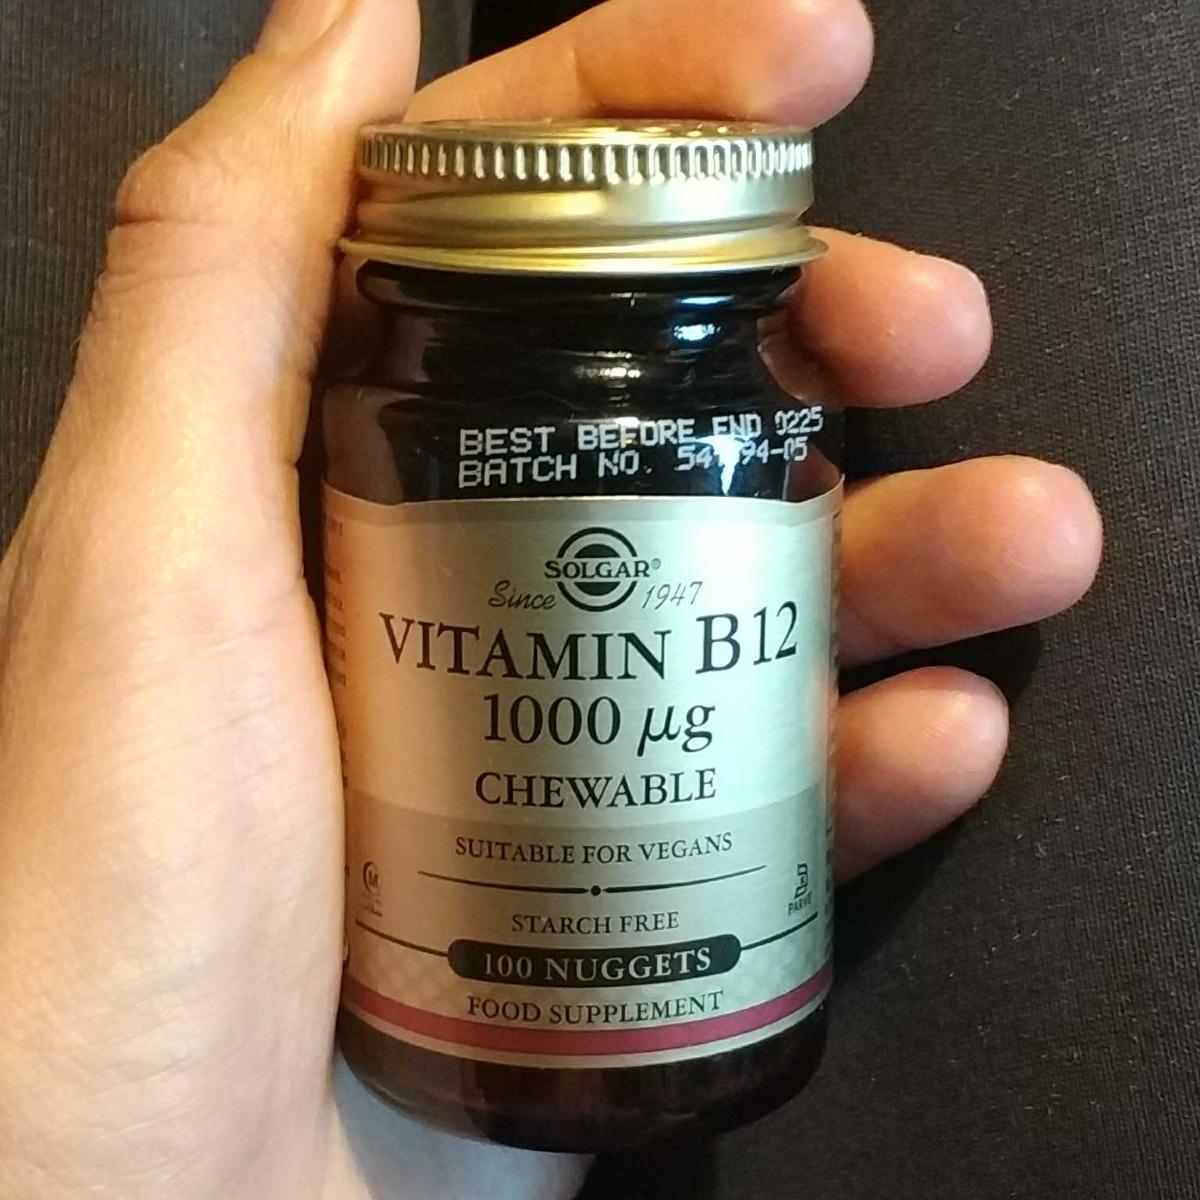 BEST BEFORE END 0225
BATCH NO.
SOLGAR®
Since 1947
VITAMIN B12
1000 µg
CHEWABLE
SUITABLE FOR VEGANS
M
PARVE
STARCH FREE
100 NUGGETS
FOOD SUPPLEMENT